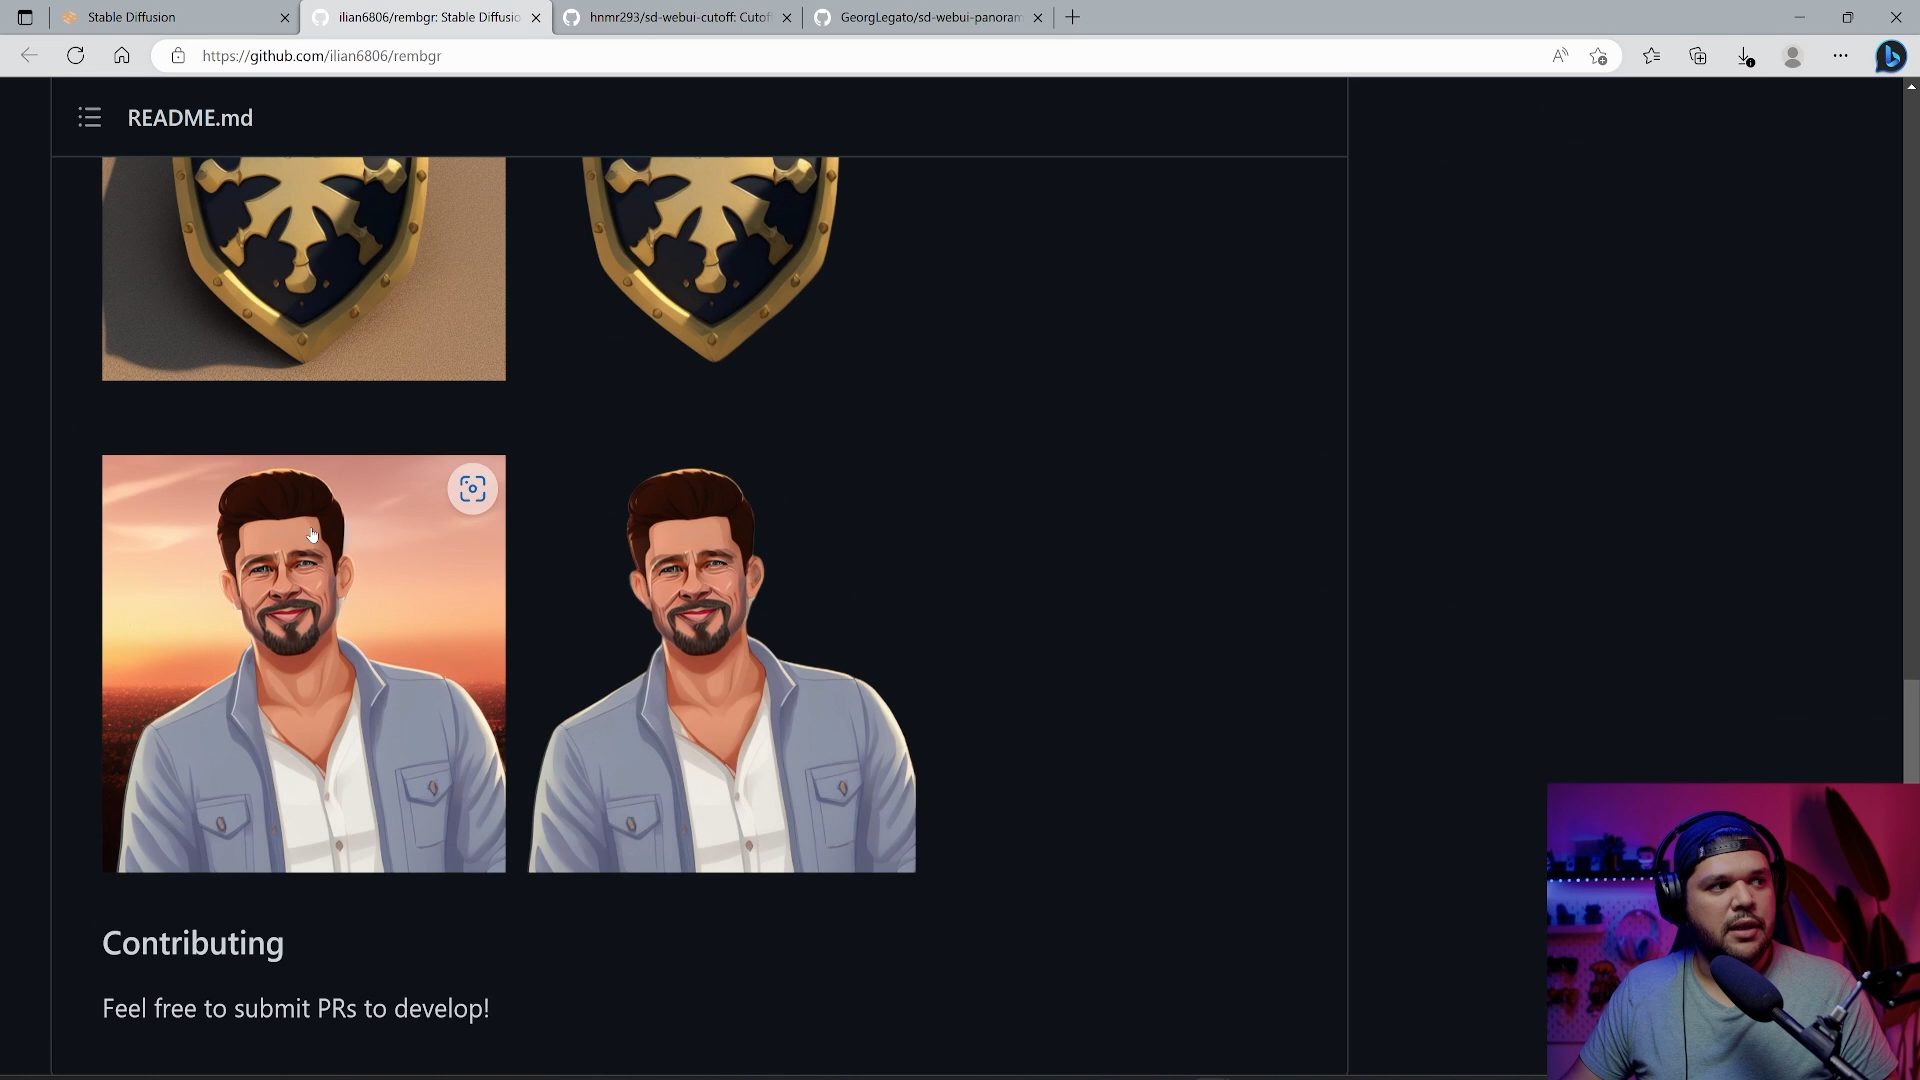 Stable Diffusion
ilian6806/rembgr: Stable Diffusio
hnmr293/sd-webui-cutoff: Cutof
GeorgLegato/sd-webui-panoram
https://github.com/ilian6806/rembgr
README.md
Contributing
Feel free to submit PRs to develop!